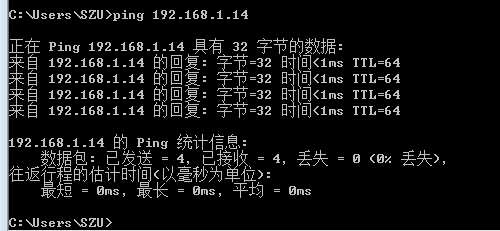 C:\Users\SZU>ping 192.168.1.14
正在 Ping 192.168.1.14 具有 32 字节的数据:
来自 192.168.1.14 的回复: 字节=32 时间<1ms TTL=64
来自 192.168.1.14 的回复: 字节=32 时间<1ms TTL=64
来自 192.168.1.14 的回复: 字节=32 时间<1ms TTL=64
来自 192.168.1.14 的回复: 字节=32 时间<1ms TTL=64
192.168.1.14 的 Ping 统计信息:
数据包: 已发送 = 4, 已接收 = 4, 丢失 = 0 (0% 丢失),
往返行程的估计时间(以毫秒为单位):
最短 = 0ms, 最长 = 0ms, 平均 = 0ms
C:\Users\SZU>